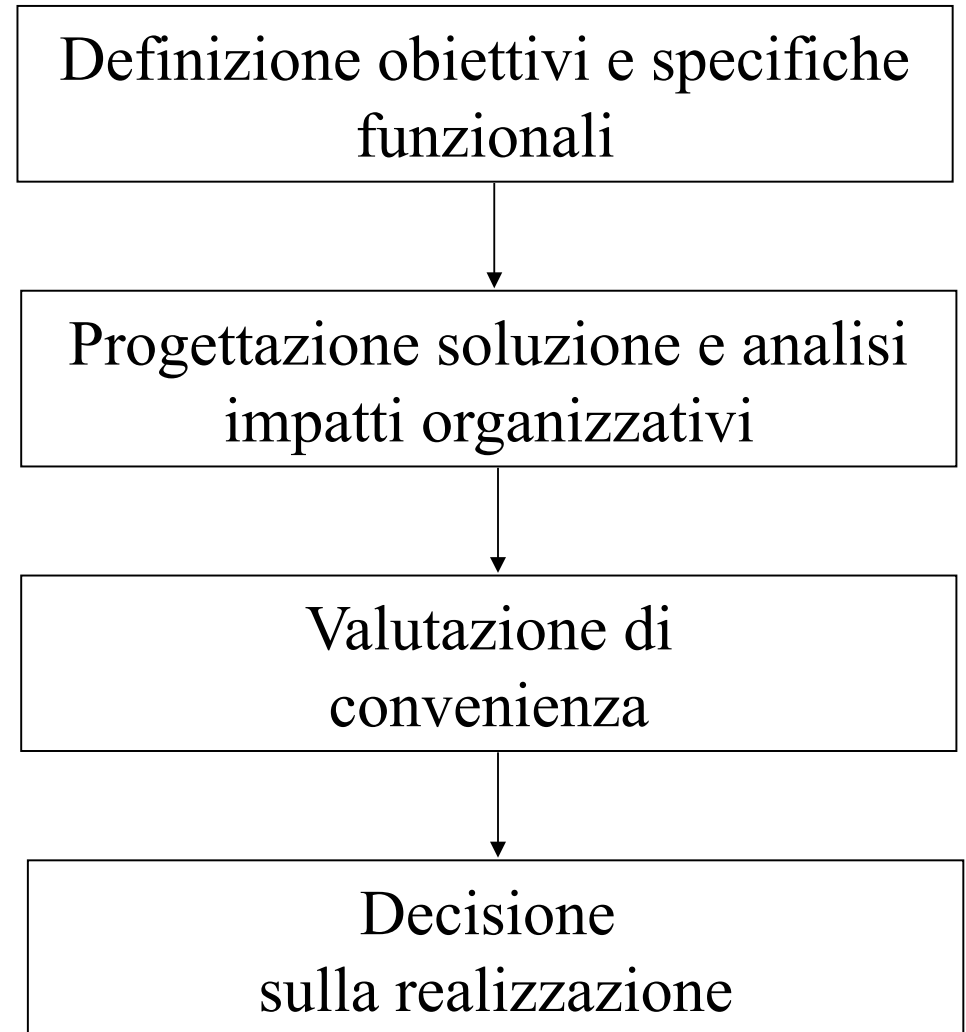 Definizione obiettivi e specifiche
funzionali
Progettazione soluzione e analisi
impatti organizzativi
Valutazione di
convenienza
Decisione
sulla realizzazione